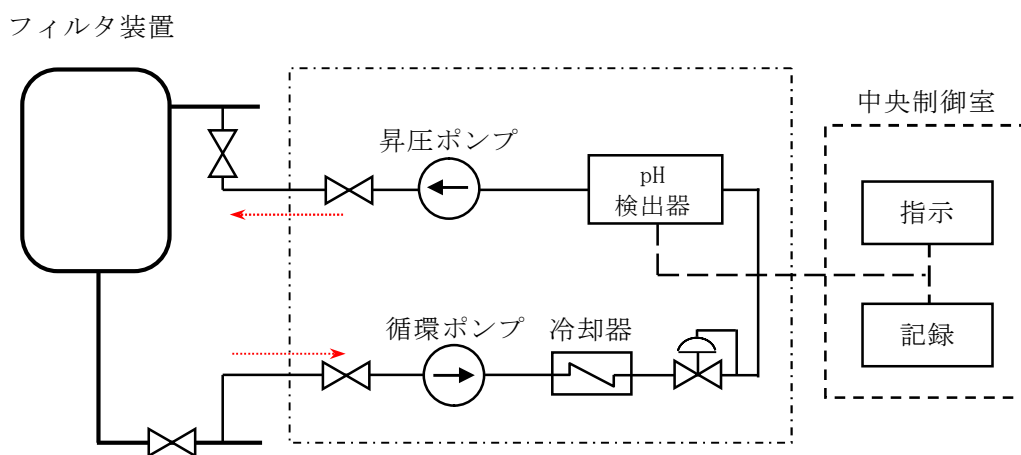 フィルタ装置
中央制御室
昇圧ポンプ
pH
検出器
指示
循環ポンプ
冷却器
記録